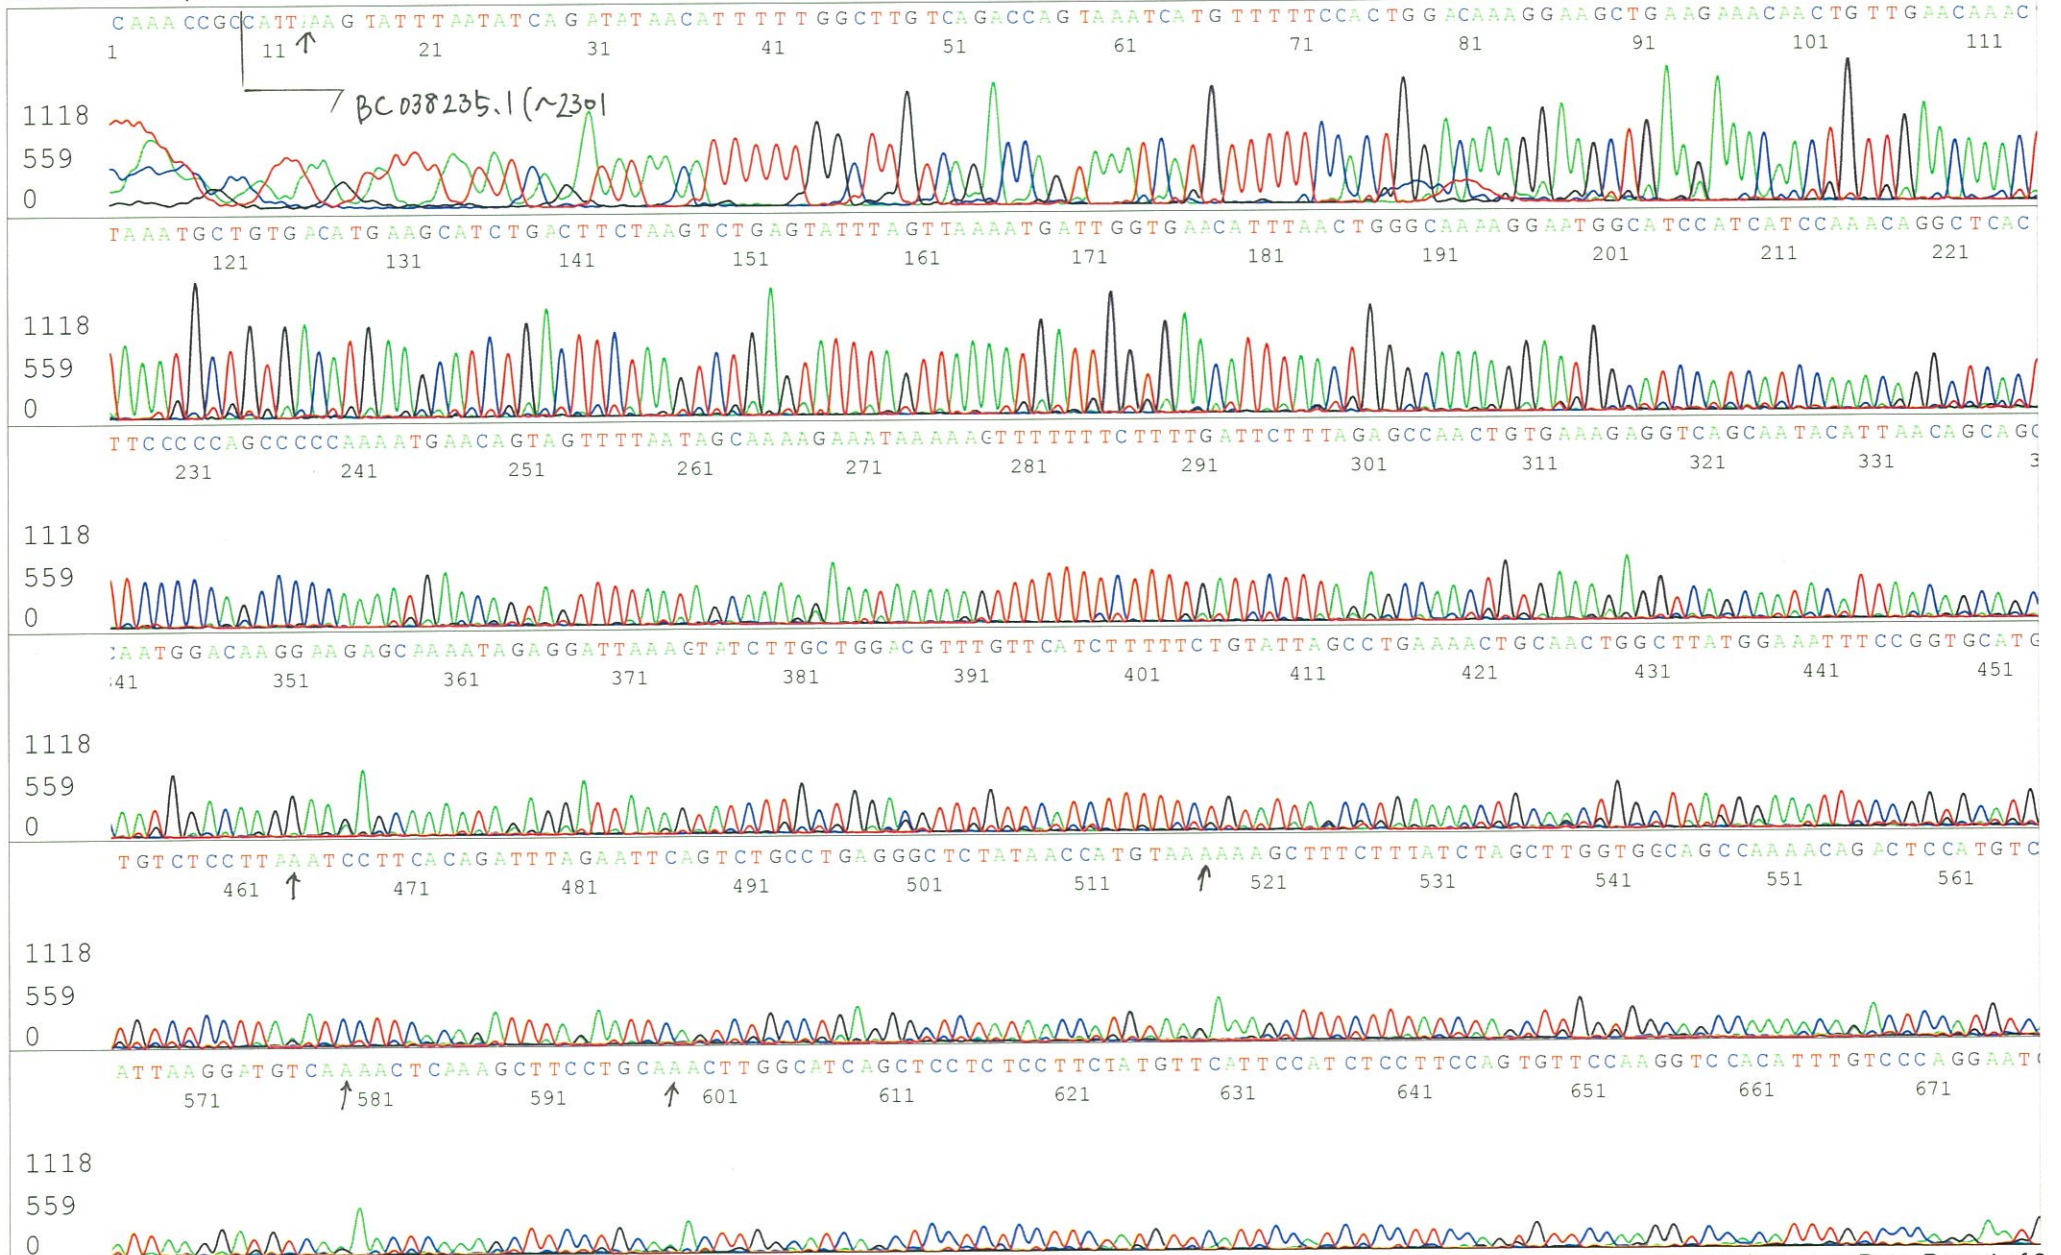 CAAACCGCCATTAAGTATTTAATATCAGATATAACATTTTTGGCTTGTCAGACCAGTAAATCATGTTTTTCCACTGGACAAAGGAAGCTGAAGAAACAACTGTTGAACAAAC
1 11 21 31 41 51 61 71 81 91 101 111
BC038235.1(~2301
1118
559
0
TAAATGCTGTGACATGAAGCATCTGACTTCTAAGTCTGAGTATTTAGTTAAAATGATTGGTGAACATTTAACTGGGCAAAAGGAATGGCATCCATCATCCAAACAGGCTCAC
121 131 141 151 161 171 181 191 201 211 221
1118
559
0
TTCCCCCAGCCCCCAAAATGAACAGTAGTTTTAATAGCAAAAGAAATAAAAAAGTTTTTTTCTTTTGATTCTTTAGAGCCAACTGTGAAAGAGGTCAGCAATACATTAACAGCAGC
231 241 251 261 271 281 291 301 311 321 331 3
1118
559
0
AATGGACAAGGAAGAGCAAAATAGAGGATTAAAGTATCTTGCTGGACGTTTGTTCATCTTTTTCTGTATTAGCCTGAAAACTGCAACTGGCTTATGGAAATTTCCGGTGCATG
41 351 361 371 381 391 401 411 421 431 441 451
1118
559
0
TGTCTCCTTAAATCCTTCACAGATTTAGAATTCAGTCTGCCTGAGGGCTCTATAACCATGTAAAAAAGCTTTCTTTATCTAGCTTGGTGGCAGCCAAAACAGACTCCATGTC
461 471 481 491 501 511 521 531 541 551 561
1118
559
0
ATTAAGGATGTCAAAACTCAAAGCTTCCTGCAAACTTGGCATCAGCTCCTCTCCTTCTATGTTCATTCCATCTCCTTCCAGTGTTCCAAGGTCCACATTTGTCCCAGGAAT
571 581 591 601 611 621 631 641 651 661 671
1118
559
0